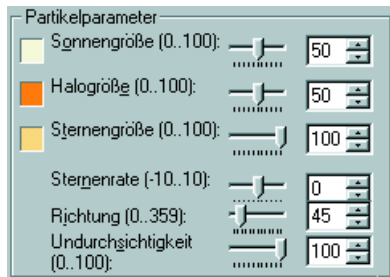 Partikelparameter
Sonnengröße (0..100): 50
Halogröße (0..100): 50
Sternengröße (0..100): 100
Sternenrate (-10..10): 0
Richtung (0..359): 45
Undurchsichtigkeit
(0..100): 100